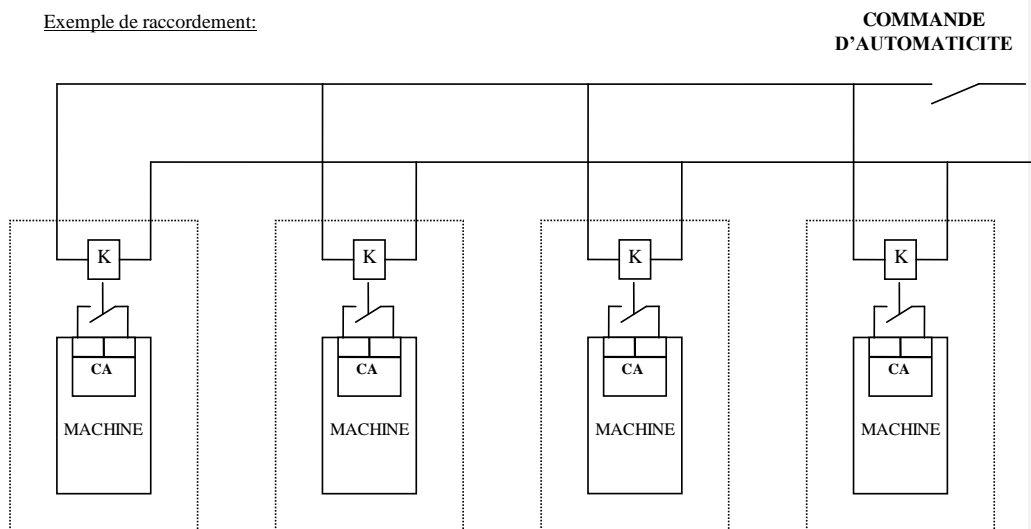 Exemple de raccordement:
COMMANDE
D’AUTOMATICITE
K
K
K
K
CA
CA
CA
CA
MACHINE
MACHINE
MACHINE
MACHINE